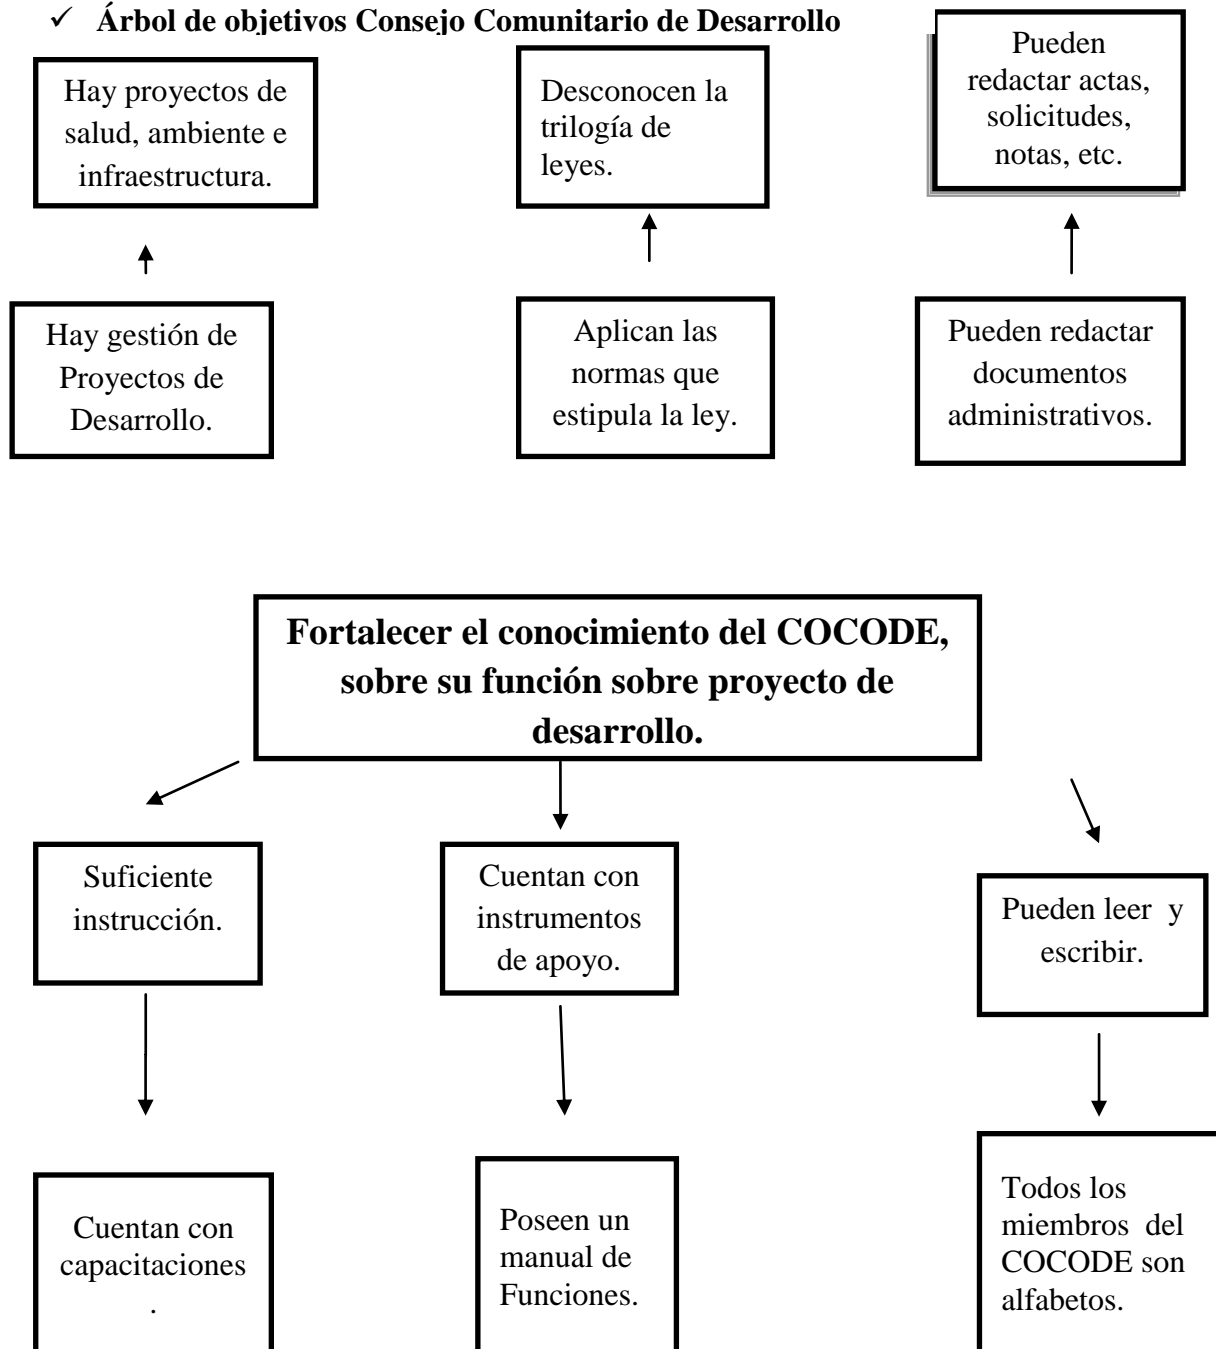 ✓ Árbol de objetivos Consejo Comunitario de Desarrollo
Hay proyectos de
salud, ambiente e
infraestructura.
Desconocen la
trilogía de
leyes.
Pueden
redactar actas,
solicitudes,
notas, etc.
Hay gestión de
Proyectos de
Desarrollo.
Aplican las
normas que
estipula la ley.
Pueden redactar
documentos
administrativos.
Fortalecer el conocimiento del COCODE,
sobre su función sobre proyecto de
desarrollo.
Suficiente
instrucción.
Cuentan con
instrumentos
de apoyo.
Pueden leer  y
escribir.
Cuentan con
capacitaciones
.
Poseen un
manual de
Funciones.
Todos los
miembros  del
COCODE son
alfabetos.